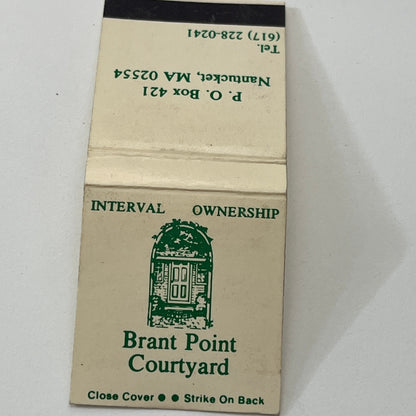 P. O. Box 421
Nantucket, MA 02554
Tel.
(617) 228-0241
INTERVAL OWNERSHIP
Brant Point
Courtyard
Close Cover ● ● Strike On Back